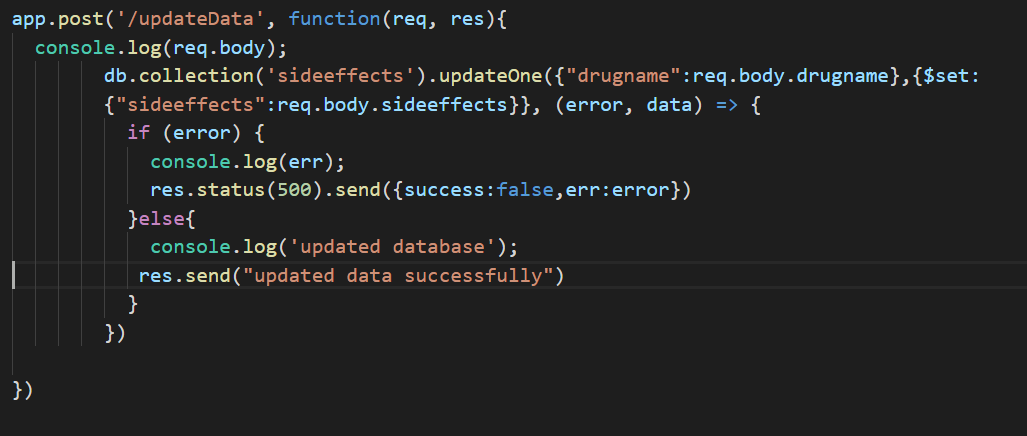 app.post('/updateData', function(req, res){
console.log(req.body);
db.collection('sideeffects').updateOne({"drugname":req.body.drugname},{$set:
{"sideeffects":req.body.sideeffects}}, (error, data) => {
if (error) {
console.log(err);
res.status(500).send({success:false,err:error})
}else{
console.log('updated database');
res.send("updated data successfully")
}
})
})